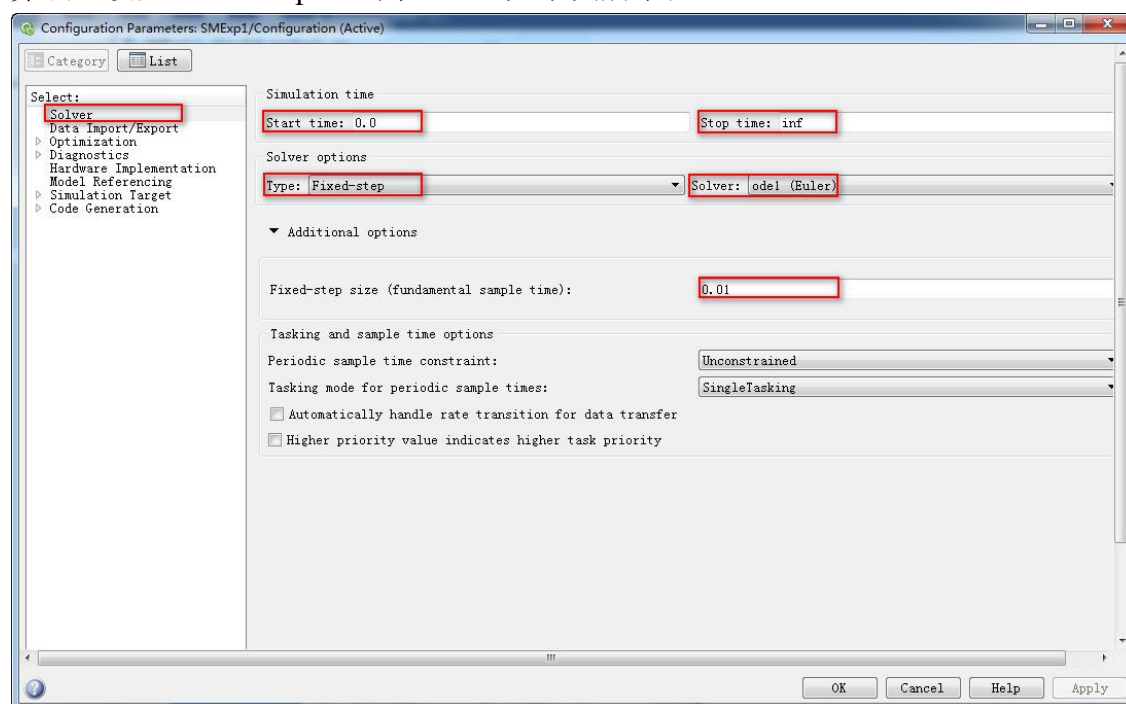 Configuration Parameters: SMExp1/Configuration (Active)
Category List
Select:
Solver
Data Import/Export
Optimization
Diagnostics
Hardware Implementation
Model Referencing
Simulation Target
Code Generation
Simulation time
Start time: 0.0 Stop time: inf
Solver options
Type: Fixed-step Solver: ode1 (Euler)
Additional options
Fixed-step size (fundamental sample time): 0.01
Tasking and sample time options
Periodic sample time constraint: Unconstrained
Tasking mode for periodic sample times: SingleTasking
Automatically handle rate transition for data transfer
Higher priority value indicates higher task priority
OK Cancel Help Apply